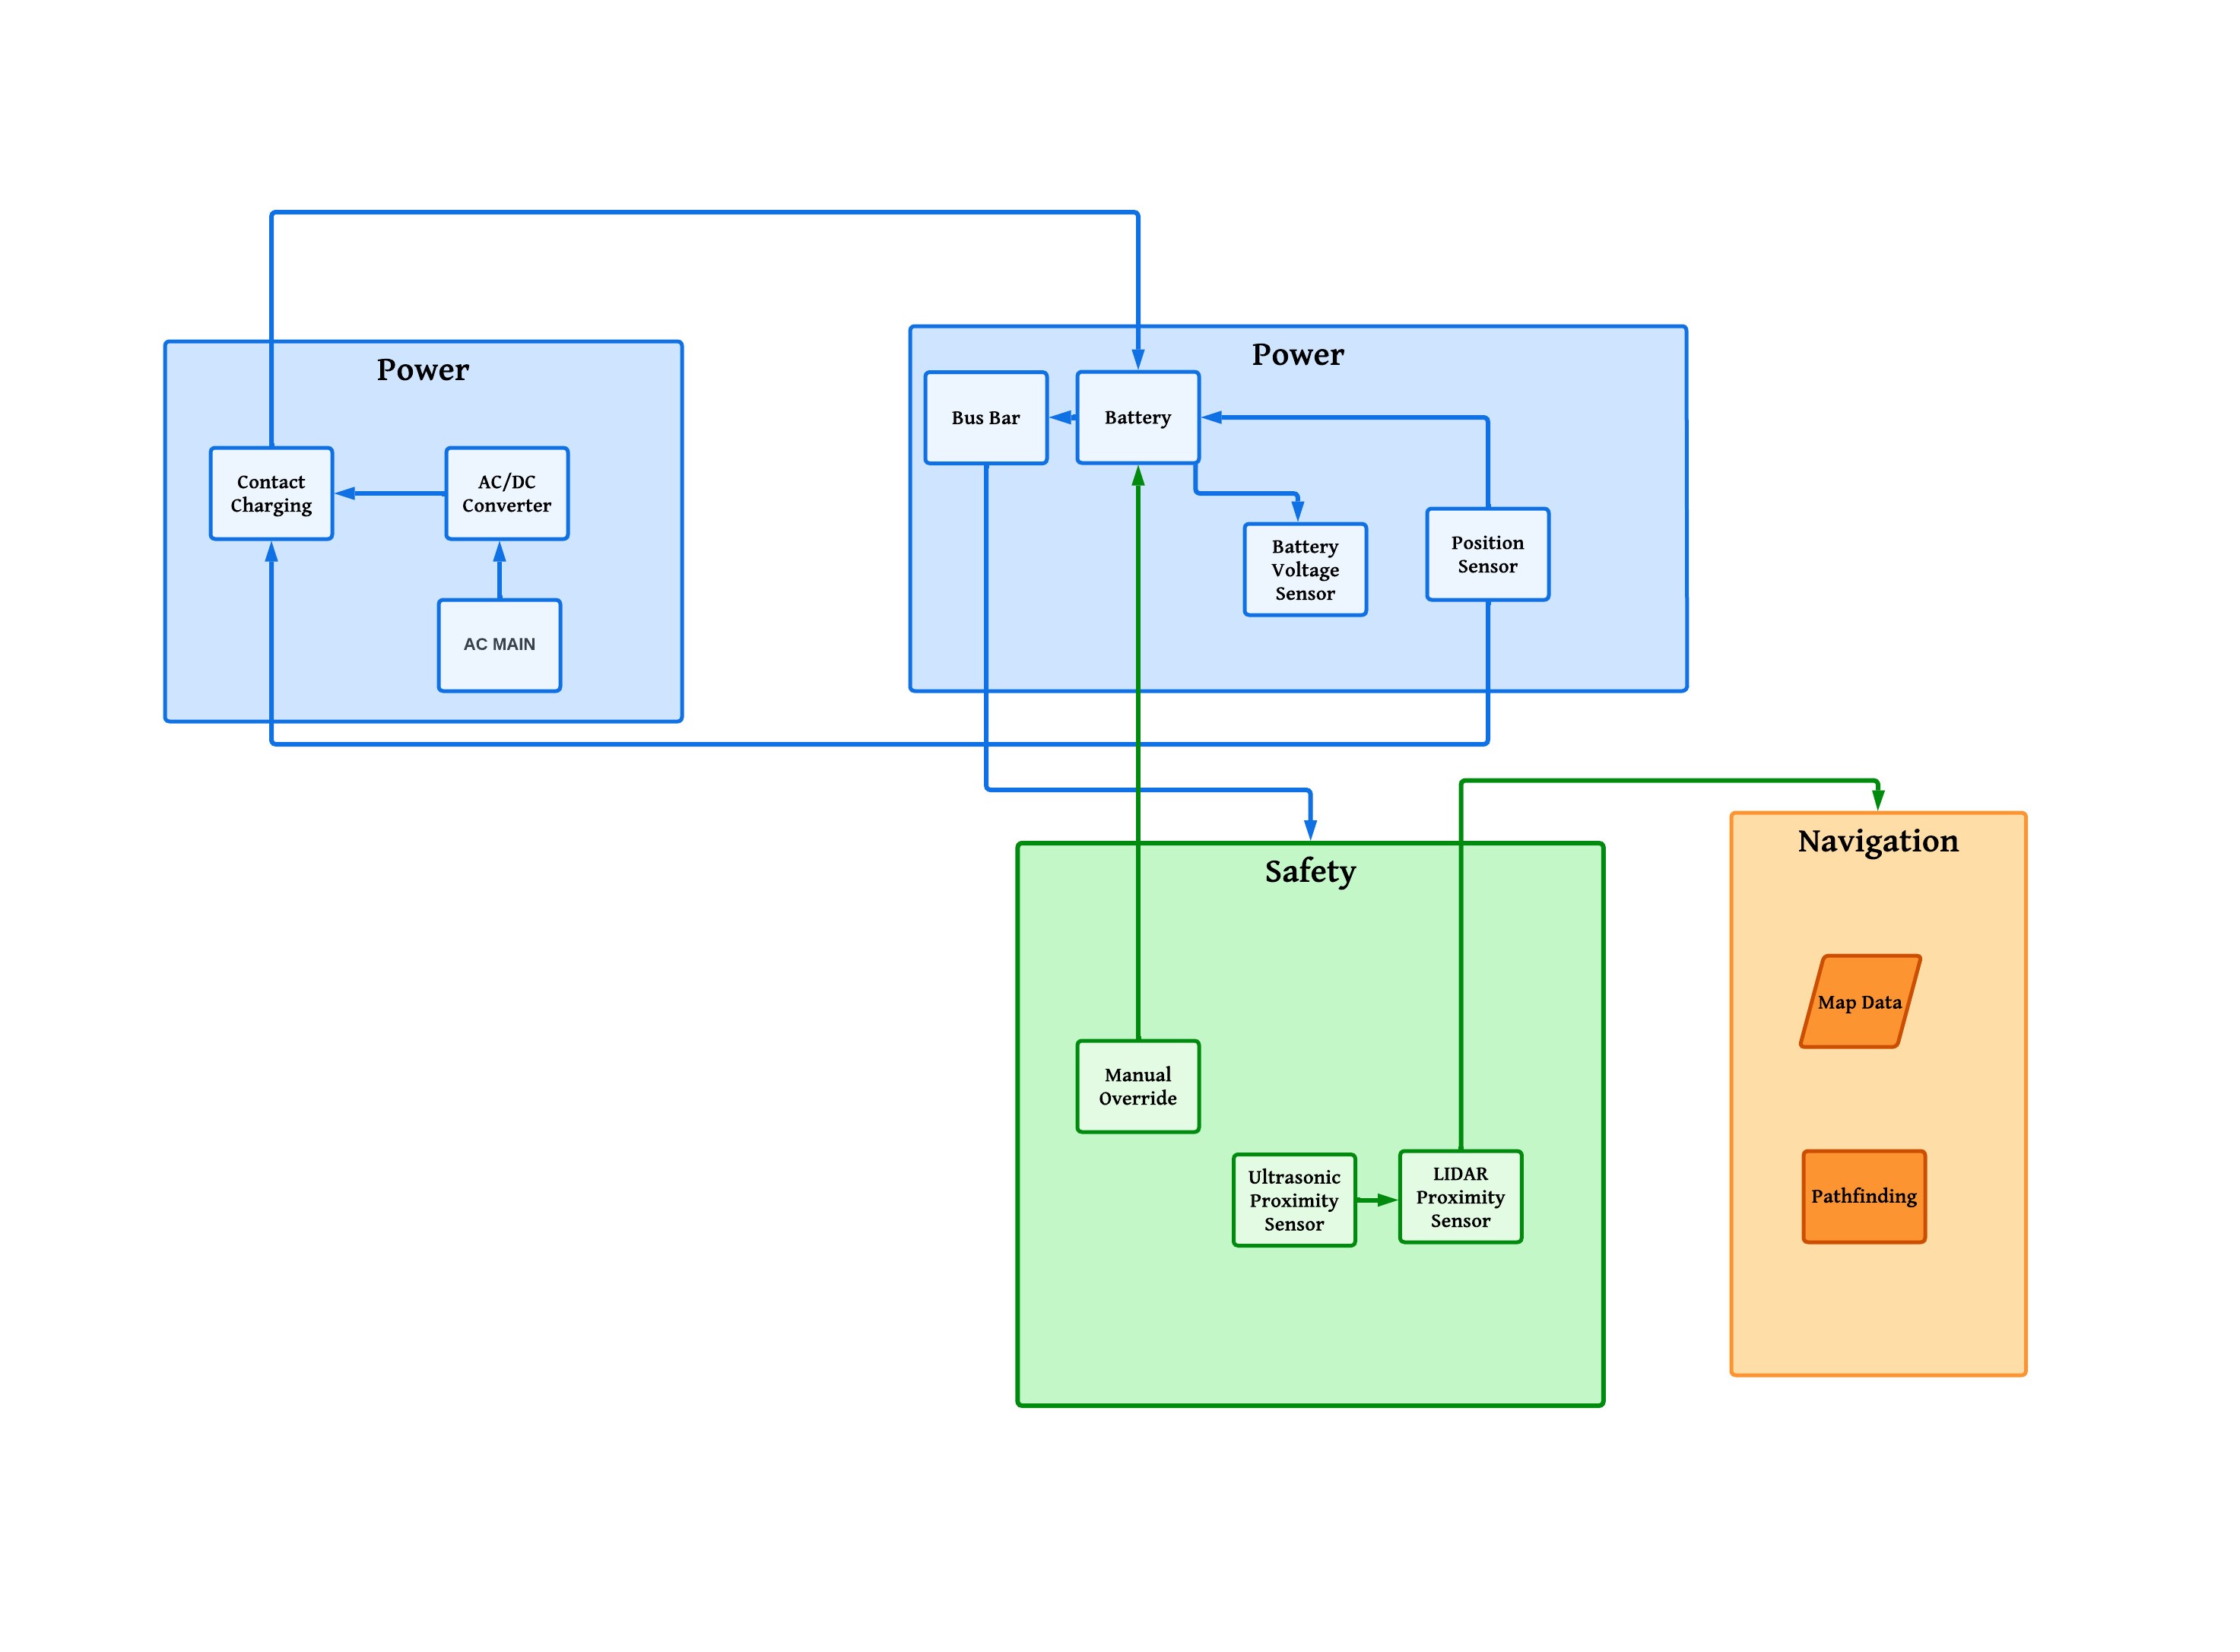 Power
Contact
Charging
AC/DC
Converter
AC MAIN
Power
Bus Bar
Battery
Battery
Voltage
Sensor
Position
Sensor
Safety
Manual
Override
Ultrasonic
Proximity
Sensor
LIDAR
Proximity
Sensor
Navigation
Map Data
Pathfinding